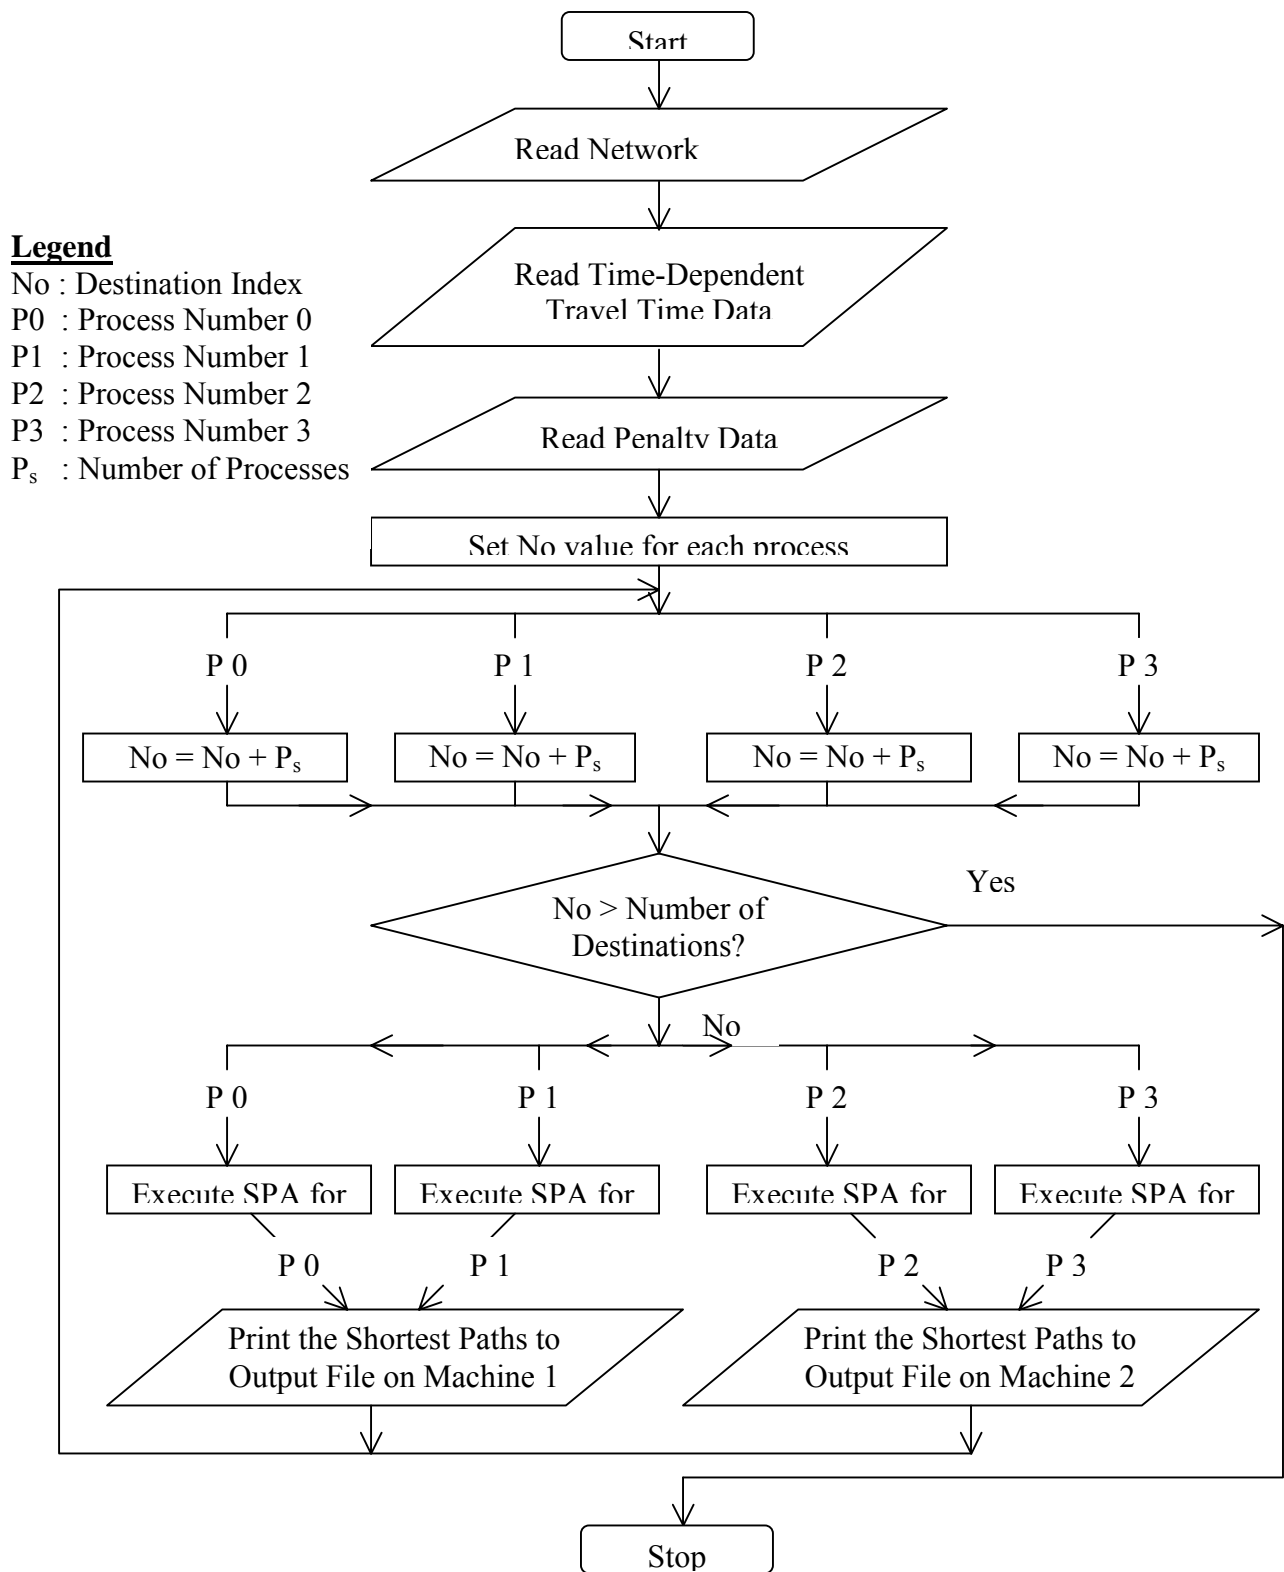 Start
Read Network
Legend
No : Destination Index
P0 : Process Number 0
P1 : Process Number 1
P2 : Process Number 2
P3 : Process Number 3
Ps : Number of Processes
Read Time-Dependent
Travel Time Data
Read Penalty Data
Set No value for each process
P 0
P 1
P 2
P 3
No = No + Ps
No = No + Ps
No = No + Ps
No = No + Ps
No > Number of
Destinations?
Yes
No
P 0
P 1
P 2
P 3
Execute SPA for
Execute SPA for
Execute SPA for
Execute SPA for
P 0
P 1
P 2
P 3
Print the Shortest Paths to
Output File on Machine 1
Print the Shortest Paths to
Output File on Machine 2
Stop